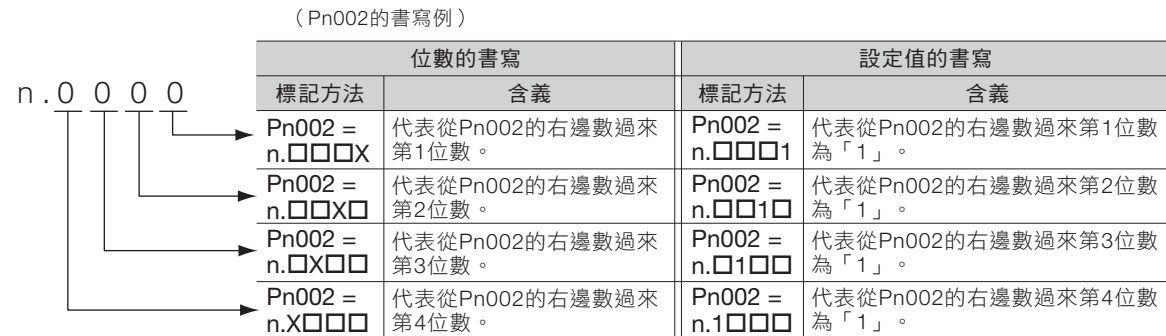 （Pn002的書寫例）
位數的書寫 設定值的書寫
n.0 0 0 0
標記方法 含義 標記方法 含義
Pn002 = 代表從Pn002的右邊數過來 Pn002 = 代表從Pn002的右邊數過來第1位數
n.□□□X 第1位數。 n.□□□1 為「1」。
Pn002 = 代表從Pn002的右邊數過來 Pn002 = 代表從Pn002的右邊數過來第2位數
n.□□X□ 第2位數。 n.□□1□ 為「1」。
Pn002 = 代表從Pn002的右邊數過來 Pn002 = 代表從Pn002的右邊數過來第3位數
n.□X□□ 第3位數。 n.□1□□ 為「1」。
Pn002 = 代表從Pn002的右邊數過來 Pn002 = 代表從Pn002的右邊數過來第4位數
n.X□□□ 第4位數。 n.1□□□ 為「1」。